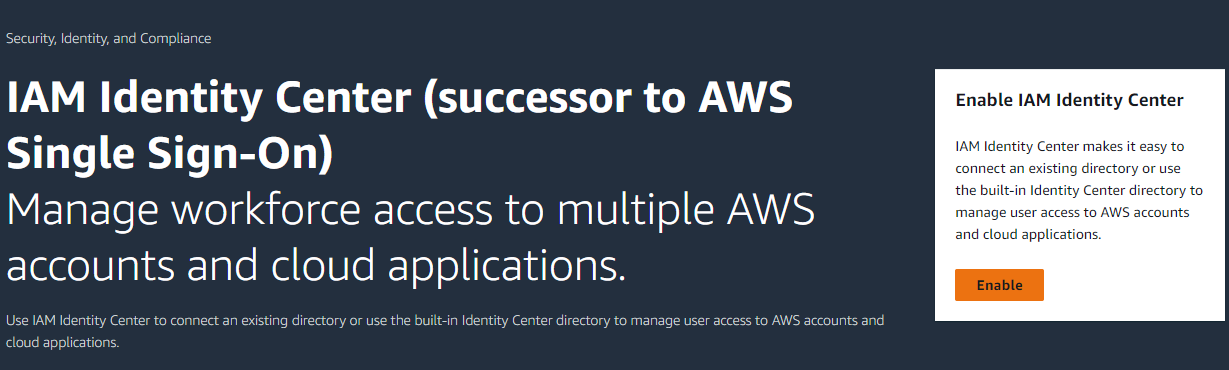 Security, Identity, and Compliance
IAM Identity Center (successor to AWS
Single Sign-On)
Manage workforce access to multiple AWS
accounts and cloud applications.
Use IAM Identity Center to connect an existing directory or use the built-in Identity Center directory to manage user access to AWS accounts and
cloud applications.
Enable IAM Identity Center
IAM Identity Center makes it easy to
connect an existing directory or use
the built-in Identity Center directory to
manage user access to AWS accounts
and cloud applications.
Enable